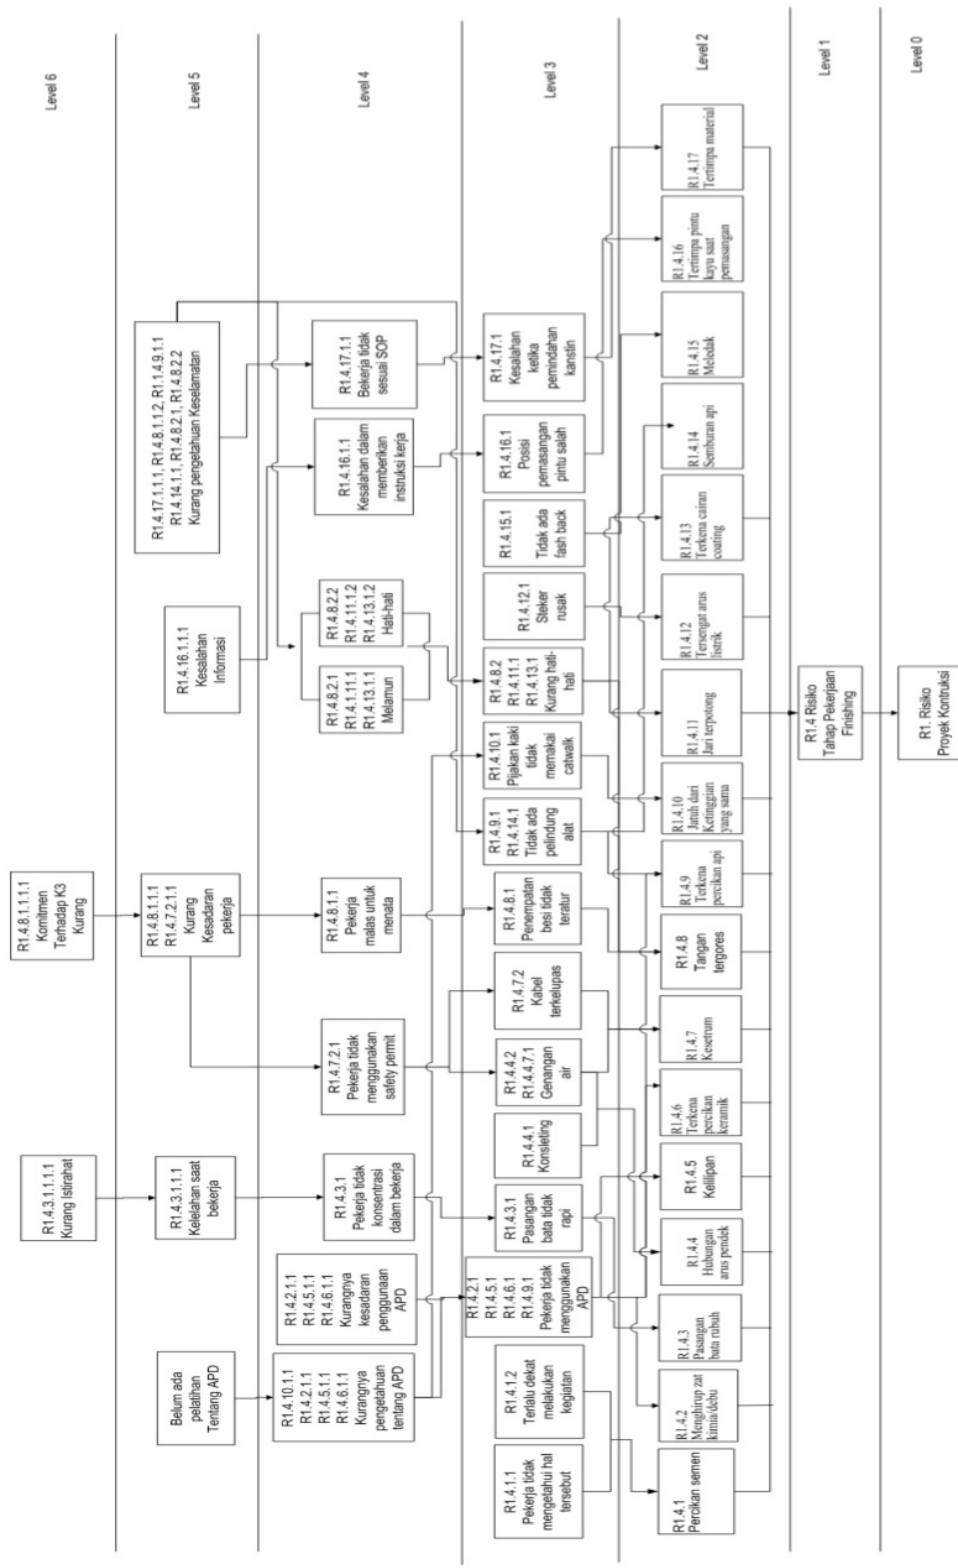 R1.4.3.1.1.1.1
Kurang Istirahat
R1.4.8.1.1.1.1
Komitmen
Terhadap K3
Kurang
Level 6
Belum ada
pelatihan
Tentang APD
R1.4.3.1.1.1
Kelelahan saat
bekerja
R1.4.8.1.1.1
R1.4.7.2.1.1
Kurang
Kesadaran
pekerja
R1.4.16.1.1.1
Kesalahan
Informasi
R1.4.17.1.1.1, R1.4.8.1.1.2, R1.1.4.9.1.1
R1.4.14.1.1, R1.4.8.2.1, R1.4.8.2.2
Kurang pengetahuan Keselamatan
Level 5
R1.4.10.1.1
R1.4.2.1.1
R1.4.5.1.1
R1.4.6.1.1
Kurangnya
pengetahuan
tentang APD
R1.4.2.1.1
R1.4.5.1.1
R1.4.6.1.1
Kurangnya
kesadaran
penggunaan
APD
R1.4.3.1
Pekerja tidak
konsentrasi
dalam bekerja
R1.4.7.2.1
Pekerja tidak
menggunakan
safety permit
R1.4.8.1.1
Pekerja
malas untuk
menata
R1.4.8.2.1
R1.4.1.11.1
R1.4.13.1.1
Melamun
R1.4.8.2.2
R1.4.11.1.2
R1.4.13.1.2
Hati-hati
R1.4.16.1.1
Kesalahan dalam
memberikan
instruksi kerja
R1.4.17.1.1
Bekerja tidak
sesuai SOP
Level 4
R1.4.1.1
Pekerja tidak
mengetahui hal
tersebut
R1.4.1.2
Terlalu dekat
melakukan
kegiatan
R1.4.2.1
R1.4.5.1
R1.4.6.1
R1.4.9.1
Pekerja tidak
menggunakan
APD
R1.4.3.1
Pasangan
bata tidak
rapi
R1.4.4.1
Konsleting
R1.4.4.2
R1.4.4.7.1
Genangan
air
R1.4.7.2
Kabel
terkelupas
R1.4.8.1
Penempatan
besi tidak
teratur
R1.4.9.1
R1.4.14.1
Tidak ada
pelindung
alat
R1.4.10.1
Pijakan kaki
tidak
memakai
catwalk
R1.4.8.2
R1.4.11.1
R1.4.13.1
Kurang hati-
hati
R1.4.12.1
Steker
rusak
R1.4.15.1
Tidak ada
fash back
R1.4.16.1
Posisi
pemasangan
pintu salah
R1.4.17.1
Kesalahan
ketika
pemindahan
kanstin
Level 3
R1.4.1
Percikan semen
R1.4.2
Menghirup zat
kimia/debu
R1.4.3
Pasangan
bata rubuh
R1.4.4
Hubungan
arus pendek
R1.4.5
Kelilipan
R1.4.6
Terkena
percikan
keramik
R1.4.7
Kesetrum
R1.4.8
Tangan
tergores
R1.4.9
Terkena
percikan api
R1.4.10
Jatuh dari
Ketinggian
yang sama
R1.4.11
Jari terpotong
R1.4.12
Tersengat arus
listrik
R1.4.13
Terkena cairan
coating
R1.4.14
Semburan api
R1.4.15
Meledak
R1.4.16
Tertimpa pintu
kayu saat
pemasangan
R1.4.17
Tertimpa material
Level 2
R1.4 Risiko
Tahap Pekerjaan
Finishing
Level 1
R1. Risiko
Proyek Kontruksi
Level 0